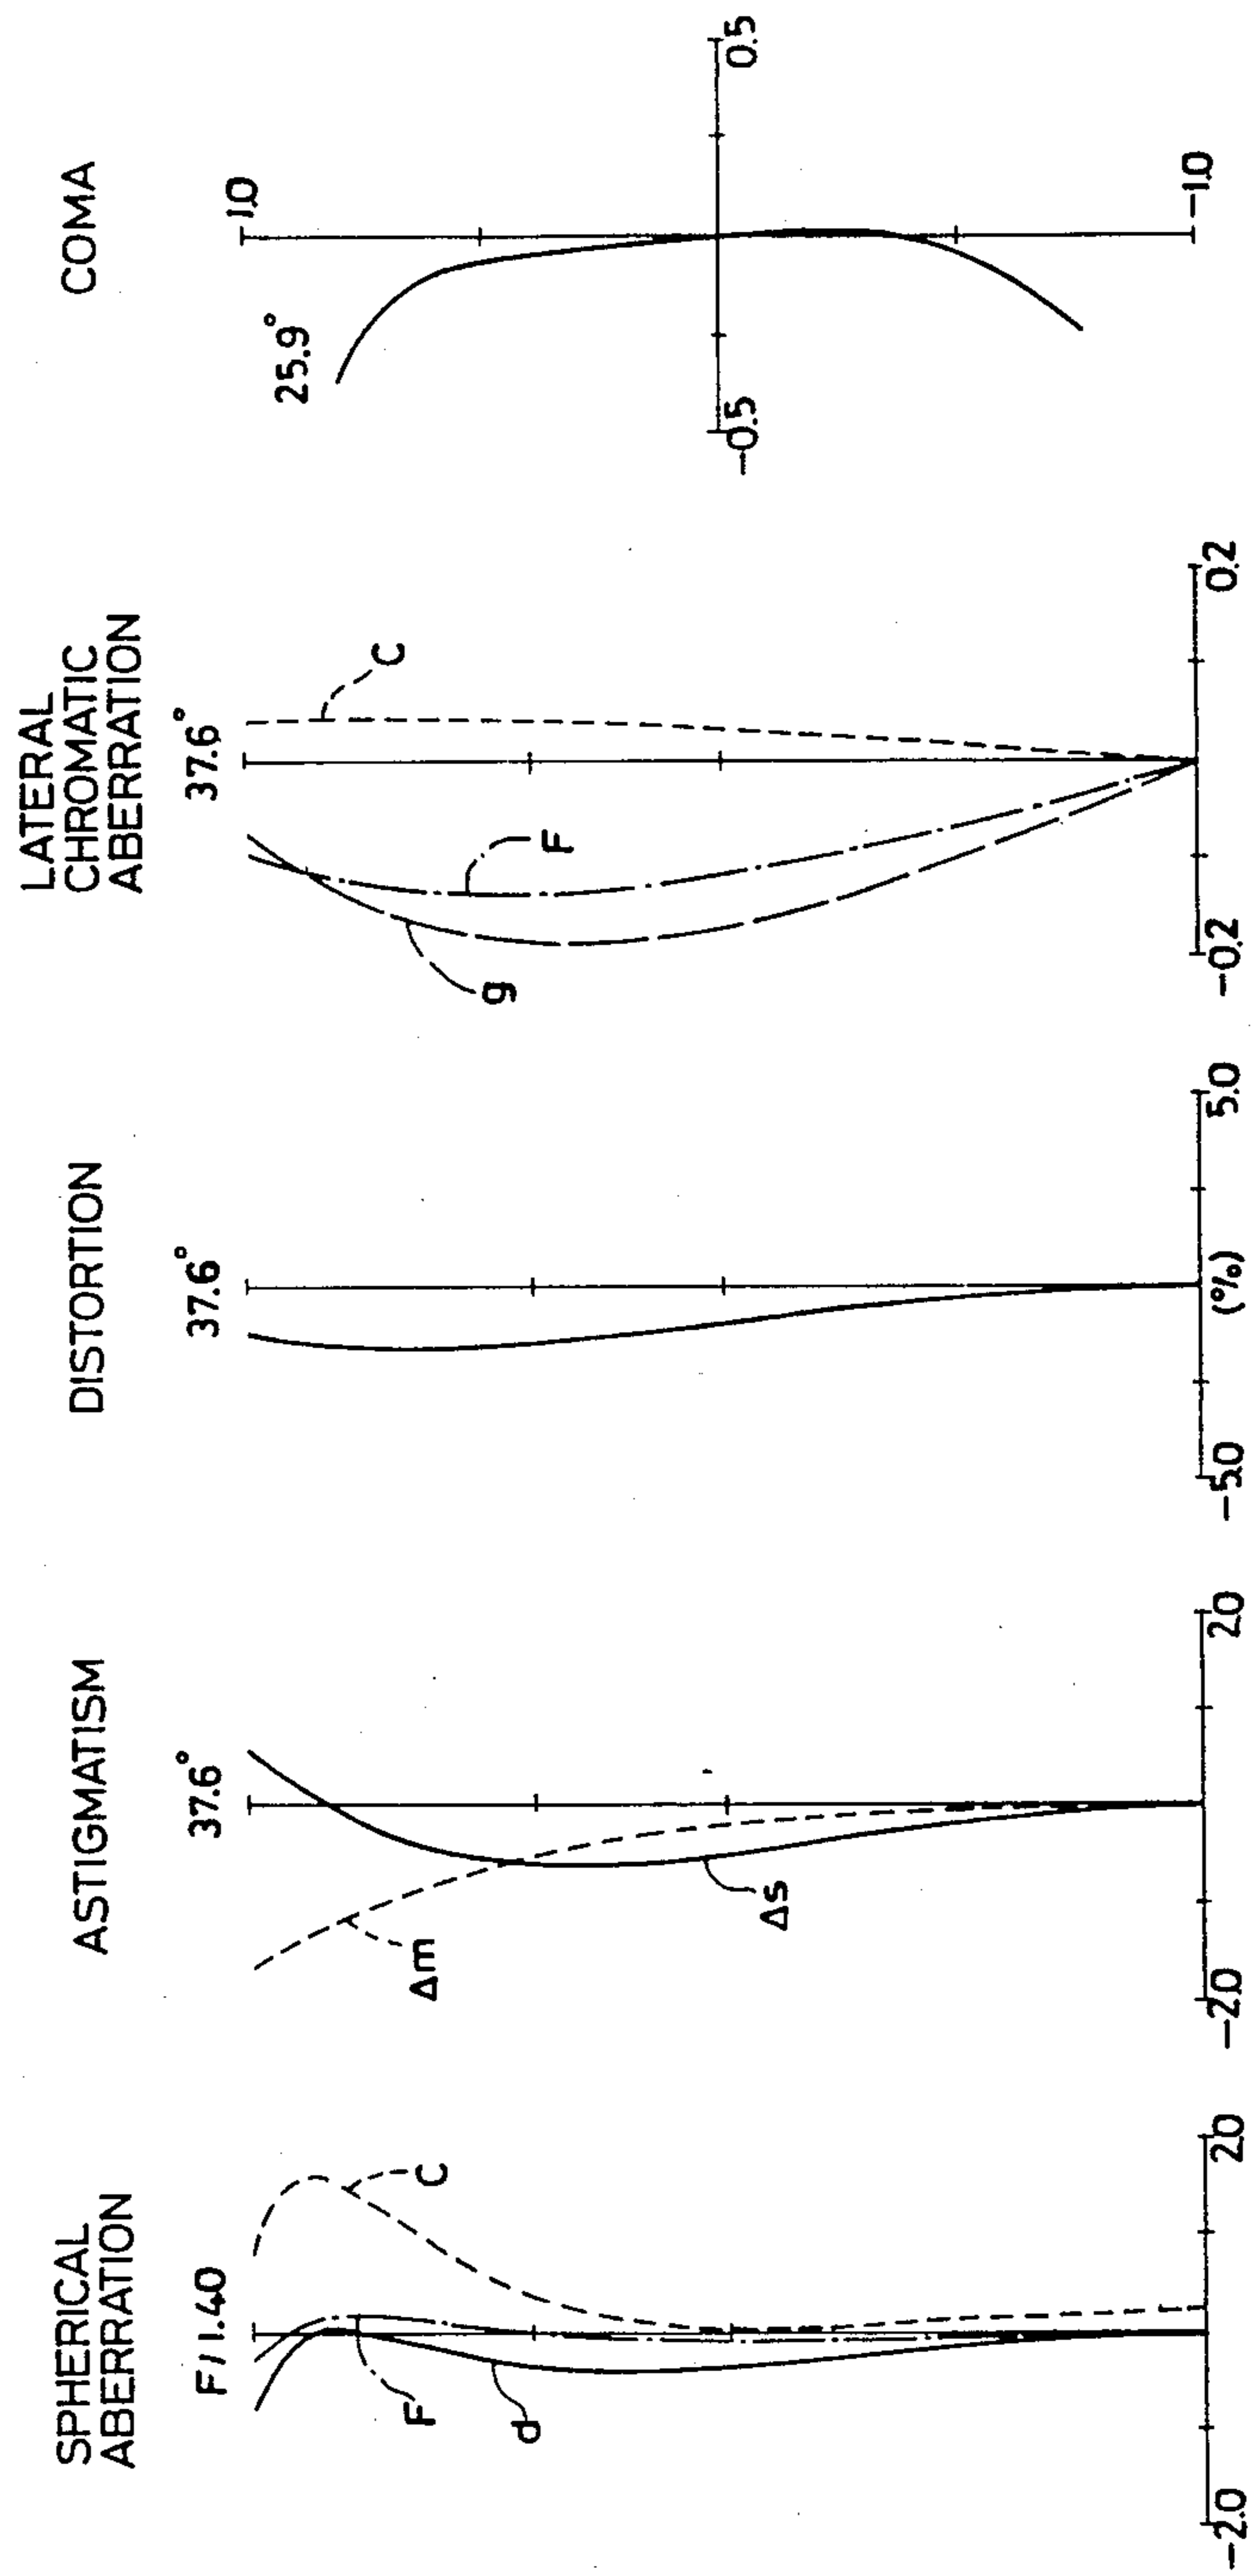 SPHERICAL
ABERRATION
F/1.40
F
d
C
-2.0
2.0
ASTIGMATISM
37.6°
Δm
Δs
-2.0
2.0
DISTORTION
37.6°
-5.0
(%)
5.0
LATERAL
CHROMATIC
ABERRATION
37.6°
g
F
C
-0.2
0.2
COMA
25.9°
1.0
-0.5
0.5
-1.0